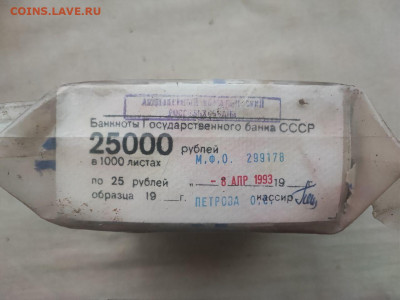 COINS.LAVE.RU
Банкноты Государственного банка СССР
25000 рублей
в 1000 листах М.Ф.О. 299178
по 25 рублей „ - 8 АПР 1993 19
образца 19 г. кассир
ПЕТРОВА